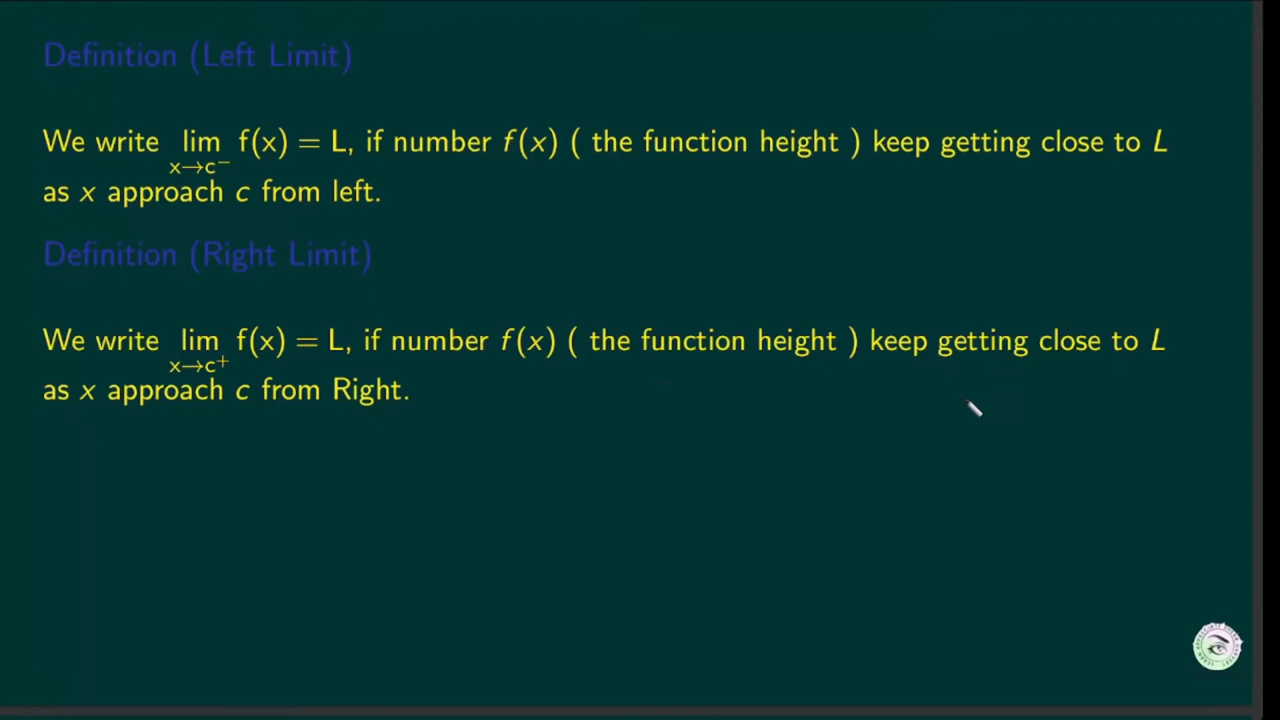 Definition (Left Limit)
We write lim f(x) = L, if number f(x) ( the function height ) keep getting close to L
x→c⁻
as x approach c from left.
Definition (Right Limit)
We write lim f(x) = L, if number f(x) ( the function height ) keep getting close to L
x→c⁺
as x approach c from Right.